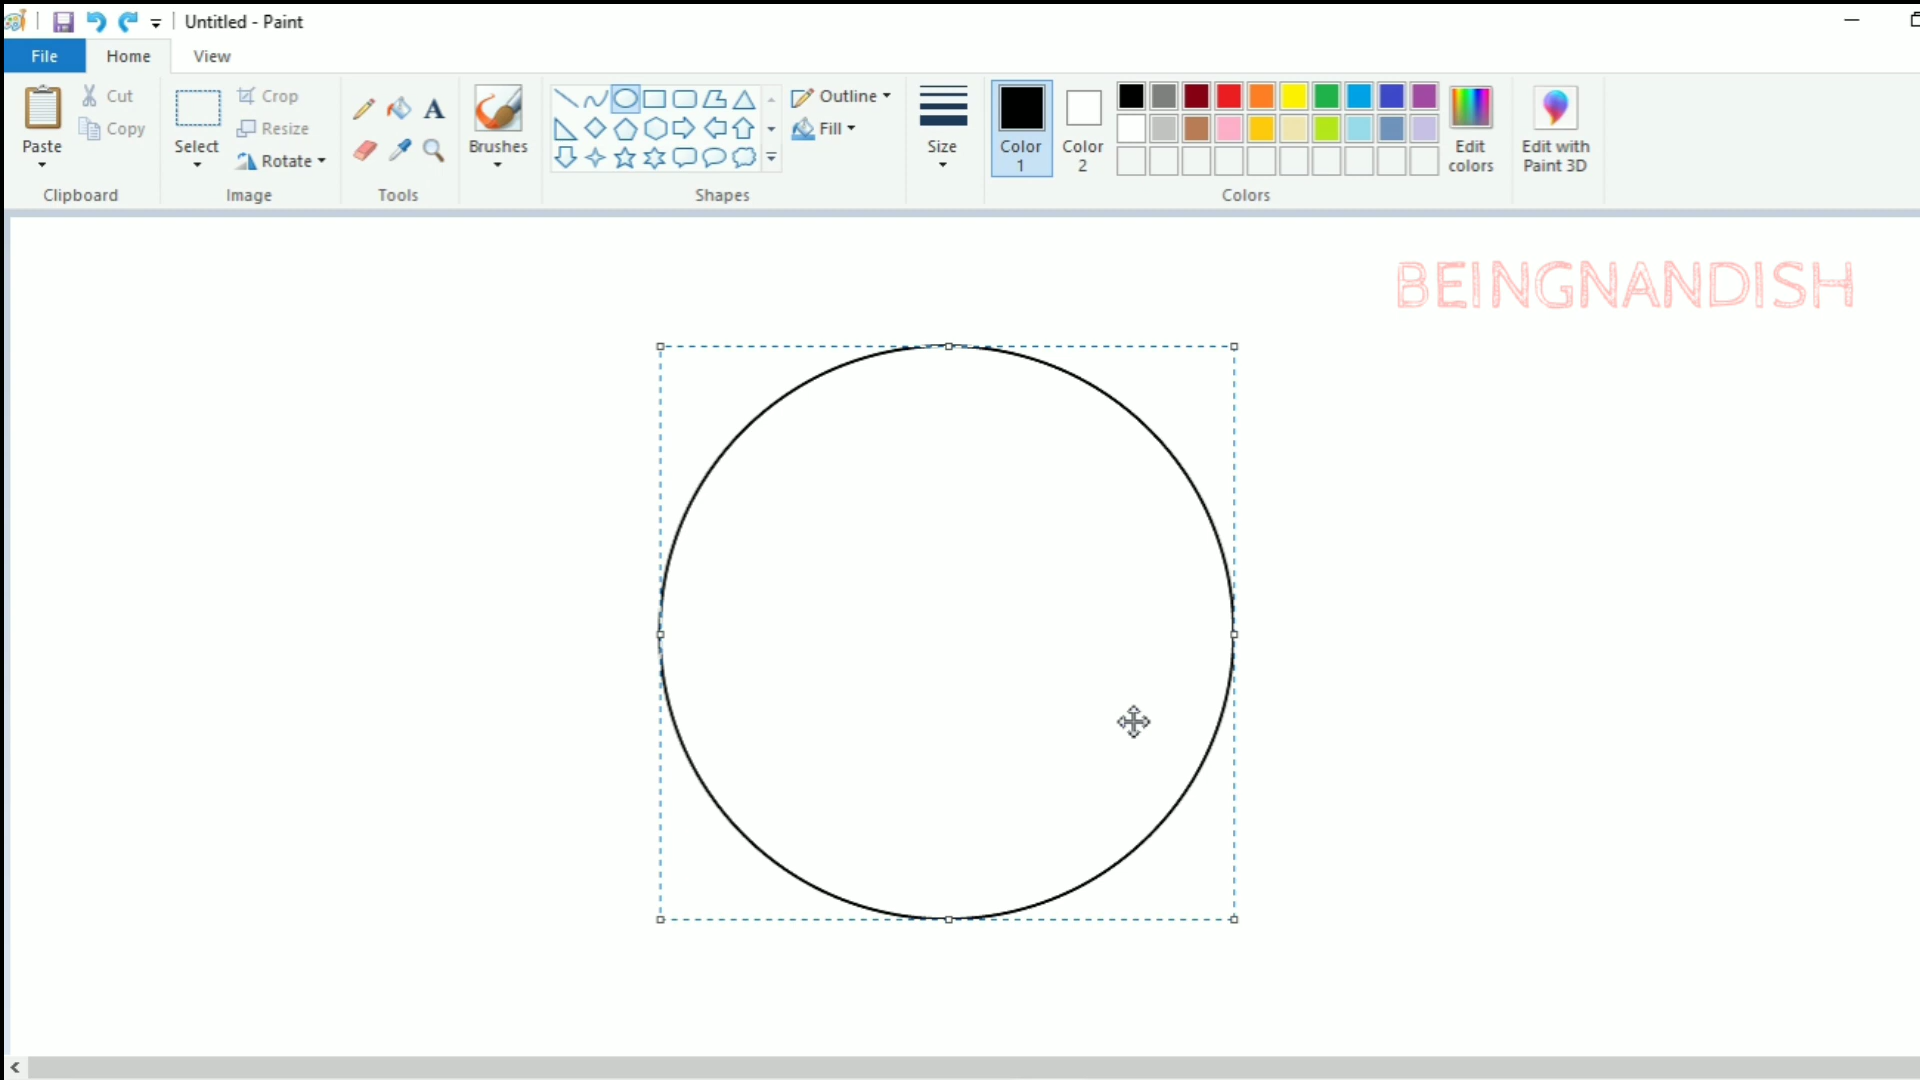 Untitled - Paint
File Home View
Paste Cut Copy Select Crop Resize Rotate Brushes Outline Fill Size Color 1 Color 2 Edit colors Edit with Paint 3D
Clipboard Image Tools Shapes Colors
BEINGNANDISH